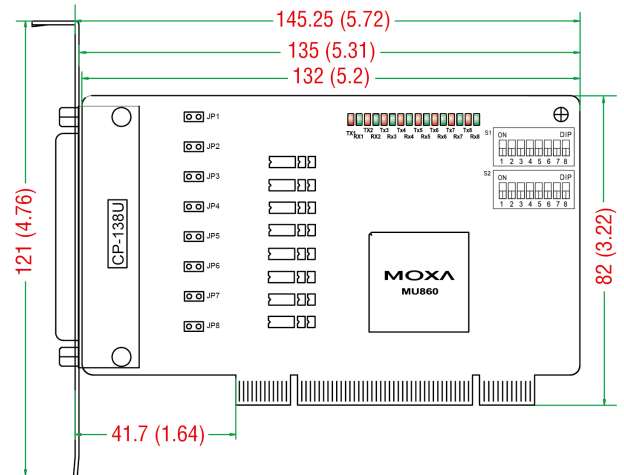 145.25 (5.72)
135 (5.31)
132 (5.2)
121 (4.76)
82 (3.22)
41.7 (1.64)
CP-138U
JP1
JP2
JP3
JP4
JP5
JP6
JP7
JP8
TX1 TX2 Tx3 Tx4 Tx5 Tx6 Tx7 Tx8
RX1 RX2 Rx3 Rx4 Rx5 Rx6 Rx7 Rx8
S1
ON DIP
1 2 3 4 5 6 7 8
S2
ON DIP
1 2 3 4 5 6 7 8
MOXA
MU860